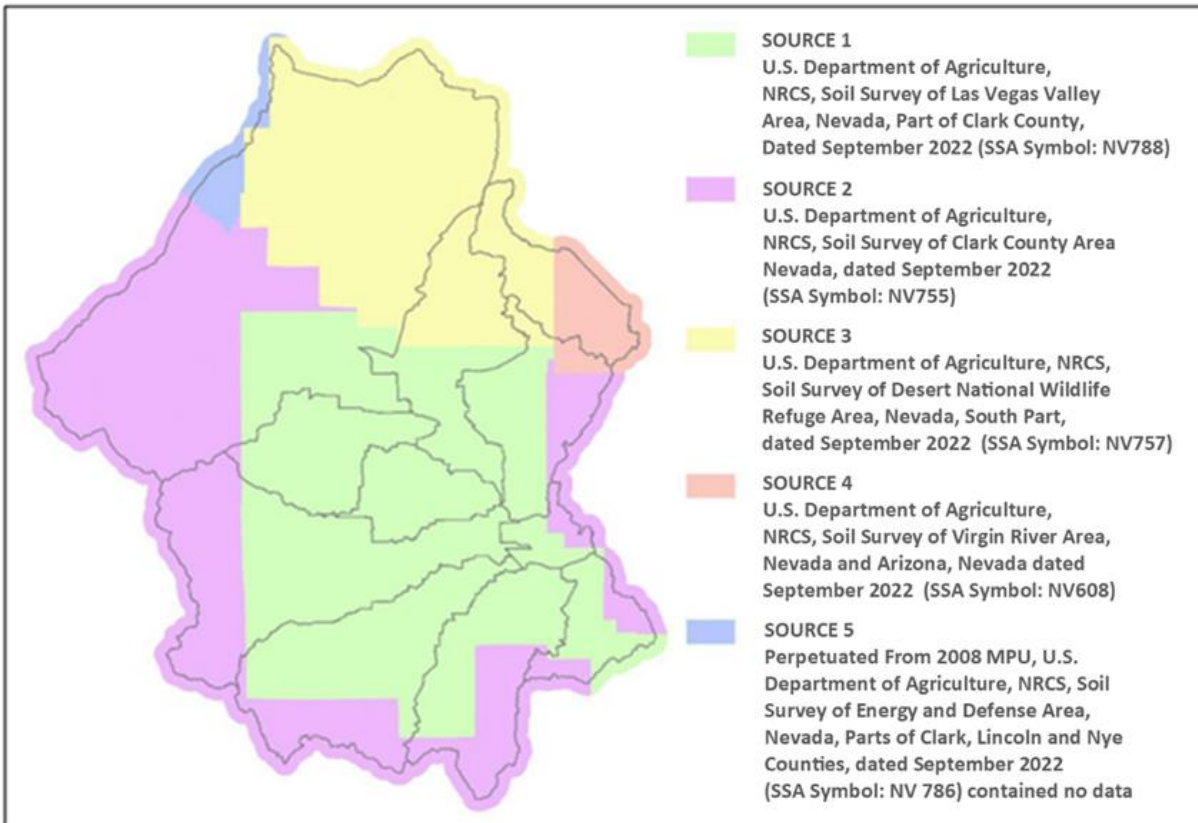 SOURCE 1
U.S. Department of Agriculture,
NRCS, Soil Survey of Las Vegas Valley
Area, Nevada, Part of Clark County,
Dated September 2022 (SSA Symbol: NV788)
SOURCE 2
U.S. Department of Agriculture,
NRCS, Soil Survey of Clark County Area
Nevada, dated September 2022
(SSA Symbol: NV755)
SOURCE 3
U.S. Department of Agriculture, NRCS,
Soil Survey of Desert National Wildlife
Refuge Area, Nevada, South Part,
dated September 2022 (SSA Symbol: NV757)
SOURCE 4
U.S. Department of Agriculture,
NRCS, Soil Survey of Virgin River Area,
Nevada and Arizona, Nevada dated
September 2022 (SSA Symbol: NV608)
SOURCE 5
Perpetuated From 2008 MPU, U.S.
Department of Agriculture, NRCS, Soil
Survey of Energy and Defense Area,
Nevada, Parts of Clark, Lincoln and Nye
Counties, dated September 2022
(SSA Symbol: NV 786) contained no data